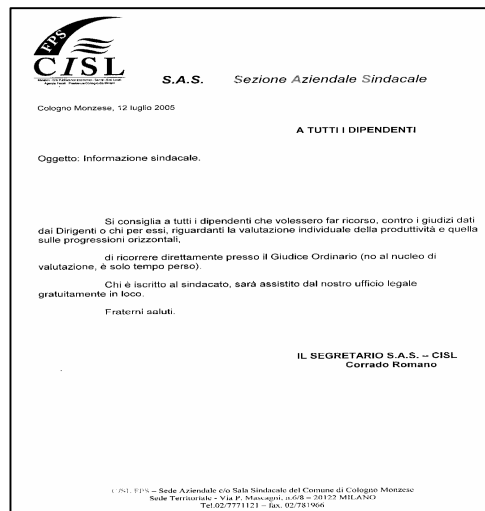 FPS
CISL
S.A.S. Sezione Aziendale Sindacale
Cologno Monzese, 12 luglio 2005
A TUTTI I DIPENDENTI
Oggetto: Informazione sindacale.
Si consiglia a tutti i dipendenti che volessero far ricorso, contro i giudizi dati
dai Dirigenti o chi per essi, riguardanti la valutazione individuale della produttività e quella
sulle progressioni orizzontali,
di ricorrere direttamente presso il Giudice Ordinario (no al nucleo di
valutazione, è solo tempo perso).
Chi è iscritto al sindacato, sarà assistito dal nostro ufficio legale
gratuitamente in loco.
Fraterni saluti.
IL SEGRETARIO S.A.S. – CISL
Corrado Romano
CISL FPS – Sede Aziendale c/o Sala Sindacale del Comune di Cologno Monzese
Sede Territoriale - Via P. Mascagni, n.6/8 – 20122 MILANO
Tel.02/7771121 – fax. 02/781966